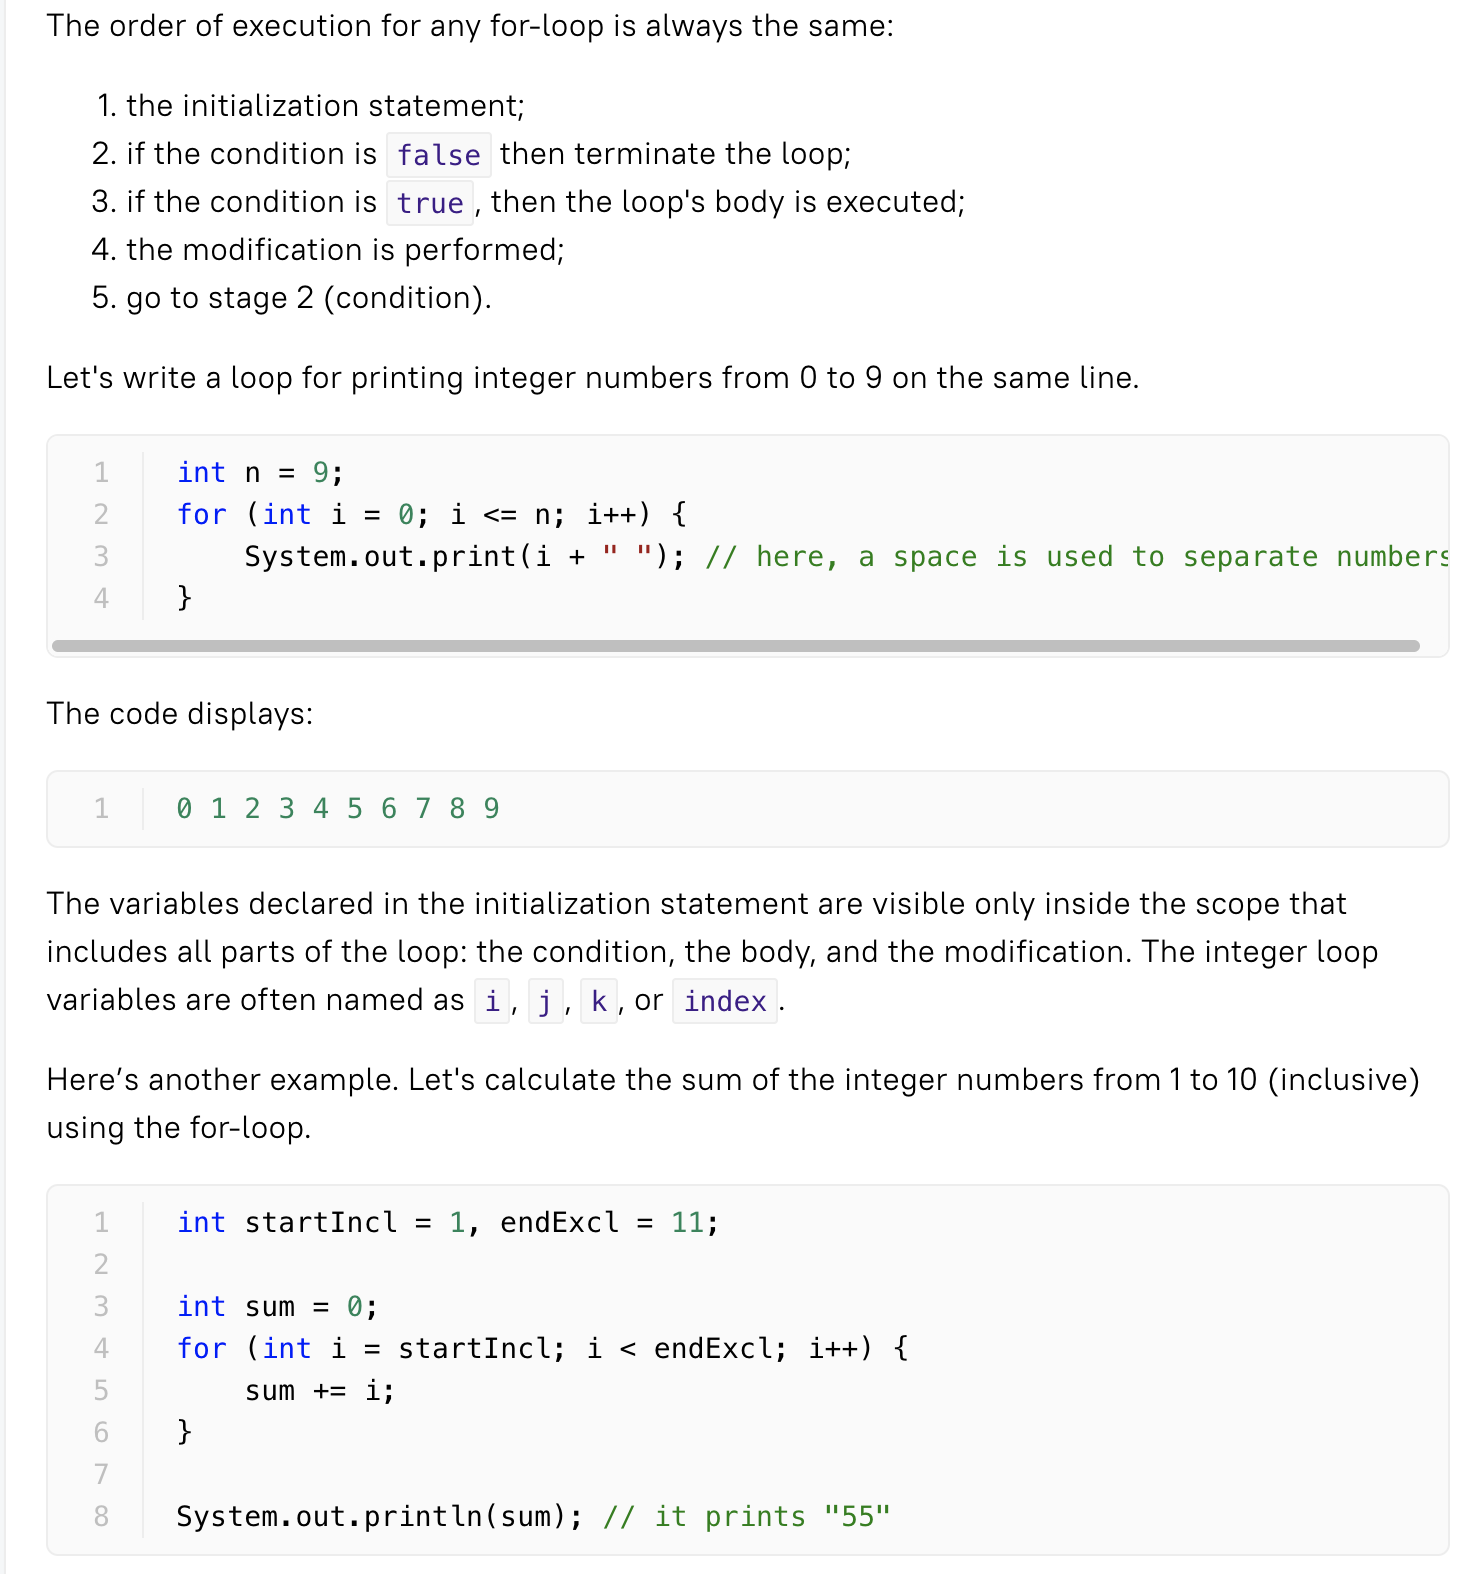 The order of execution for any for-loop is always the same:
1. the initialization statement;
2. if the condition is false then terminate the loop;
3. if the condition is true, then the loop's body is executed;
4. the modification is performed;
5. go to stage 2 (condition).
Let's write a loop for printing integer numbers from 0 to 9 on the same line.
1 int n = 9;
2 for (int i = 0; i <= n; i++) {
3     System.out.print(i + " "); // here, a space is used to separate numbers
4 }
The code displays:
1 0 1 2 3 4 5 6 7 8 9
The variables declared in the initialization statement are visible only inside the scope that
includes all parts of the loop: the condition, the body, and the modification. The integer loop
variables are often named as i, j, k, or index.
Here’s another example. Let's calculate the sum of the integer numbers from 1 to 10 (inclusive)
using the for-loop.
1 int startIncl = 1, endExcl = 11;
2
3 int sum = 0;
4 for (int i = startIncl; i < endExcl; i++) {
5     sum += i;
6 }
7
8 System.out.println(sum); // it prints "55"